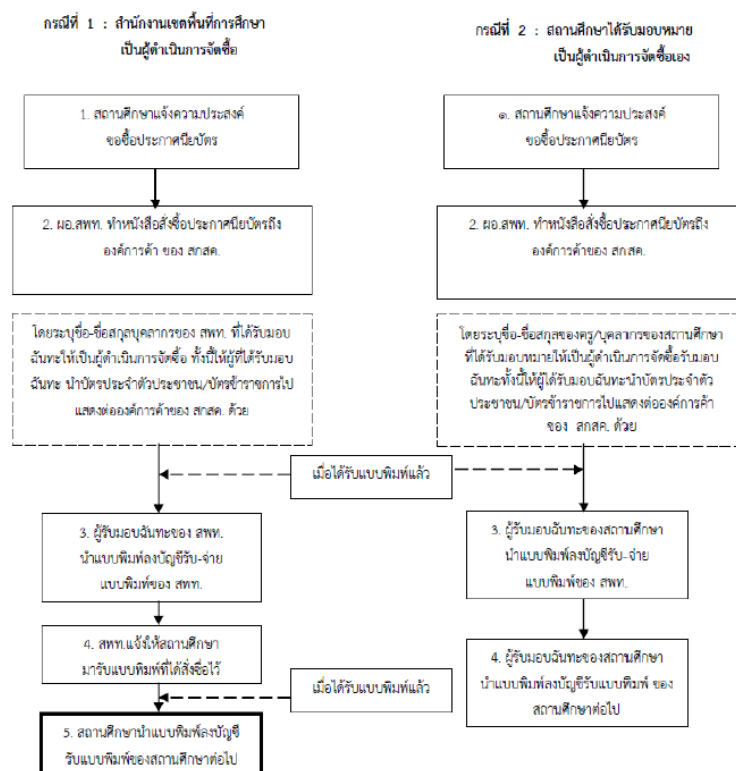 กรณีที่ 1 : สำนักงานเขตพื้นที่การศึกษา
เป็นผู้ดำเนินการจัดซื้อ
1. สถานศึกษาแจ้งความประสงค์
ขอซื้อประกาศนียบัตร
2. ผอ.สพท. ทำหนังสือสั่งซื้อประกาศนียบัตรถึง
องค์การค้า ของ สกสค.
โดยระบุชื่อ-ชื่อสกุลบุคลากรของ สพท. ที่ได้รับมอบ
ฉันทะให้เป็นผู้ดำเนินการจัดซื้อ ทั้งนี้ให้ผู้ที่ได้รับมอบ
ฉันทะ นำบัตรประจำตัวประชาชน/บัตรข้าราชการไป
แสดงต่อองค์การค้าของ สกสค. ด้วย
เมื่อได้รับแบบพิมพ์แล้ว
3. ผู้รับมอบฉันทะของ สพท.
นำแบบพิมพ์ลงบัญชีรับ-จ่าย
แบบพิมพ์ของ สพท.
4. สพท.แจ้งให้สถานศึกษา
มารับแบบพิมพ์ที่ได้สั่งซื้อไว้
เมื่อได้รับแบบพิมพ์แล้ว
5. สถานศึกษานำแบบพิมพ์ลงบัญชี
รับแบบพิมพ์ของสถานศึกษาต่อไป
กรณีที่ 2 : สถานศึกษาได้รับมอบหมาย
เป็นผู้ดำเนินการจัดซื้อเอง
๑. สถานศึกษาแจ้งความประสงค์
ขอซื้อประกาศนียบัตร
2. ผอ.สพท. ทำหนังสือสั่งซื้อประกาศนียบัตรถึง
องค์การค้าของ สกสค.
โดยระบุชื่อ-ชื่อสกุลของครู/บุคลากรของสถานศึกษา
ที่ได้รับมอบหมายให้เป็นผู้ดำเนินการจัดซื้อรับมอบ
ฉันทะทั้งนี้ให้ผู้ได้รับมอบฉันทะนำบัตรประจำตัว
ประชาชน/บัตรข้าราชการไปแสดงต่อองค์การค้า
ของ สกสค. ด้วย
3. ผู้รับมอบฉันทะของสถานศึกษา
นำแบบพิมพ์ลงบัญชีรับ-จ่าย
แบบพิมพ์ของ สพท.
4. ผู้รับมอบฉันทะของสถานศึกษา
นำแบบพิมพ์ลงบัญชีรับแบบพิมพ์ ของ
สถานศึกษาต่อไป